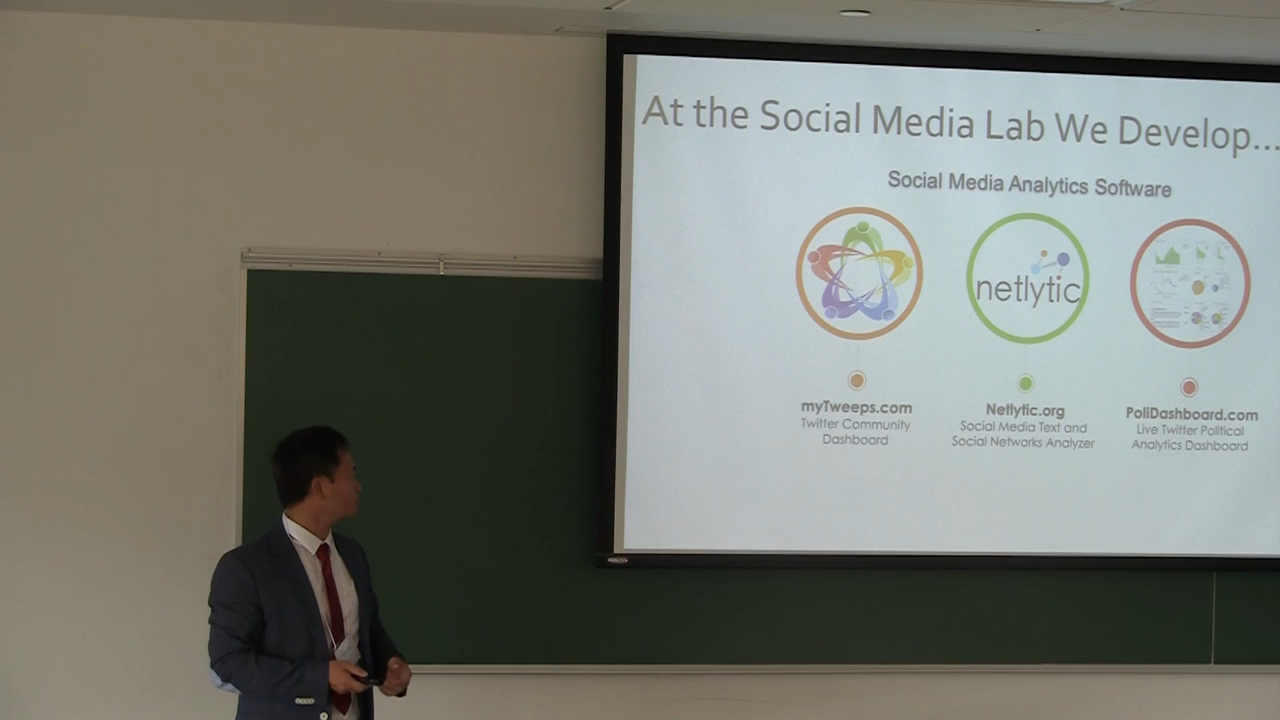 At the Social Media Lab We Develop...
Social Media Analytics Software
netlytic
myTweeps.com
Twitter Community
Dashboard
Netlytic.org
Social Media Text and
Social Networks Analyzer
PoliDashboard.com
Live Twitter Political
Analytics Dashboard